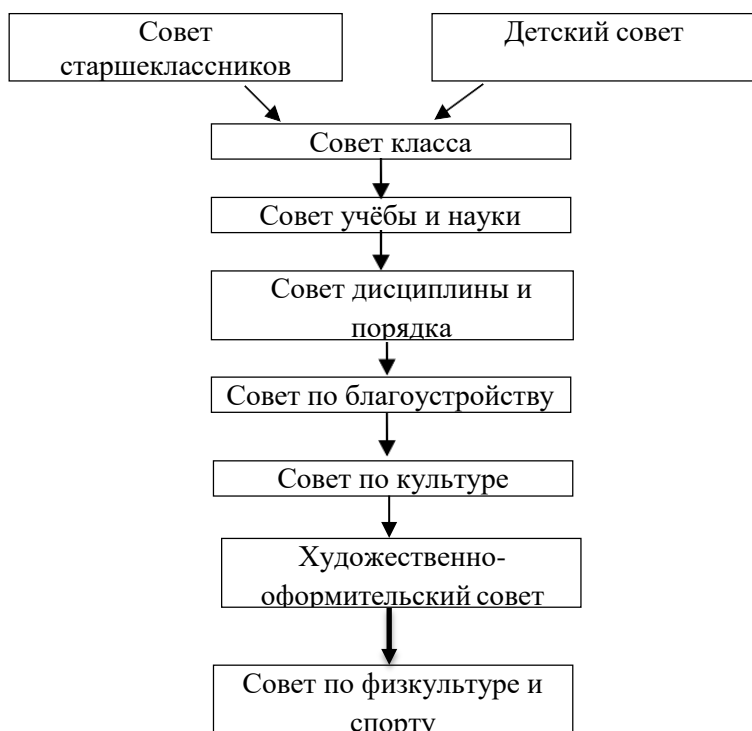 Совет
старшеклассников
Детский совет
Совет класса
Совет учёбы и науки
Совет дисциплины и
порядка
Совет по благоустройству
Совет по культуре
Художественно-
оформительский совет
Совет по физкультуре и
спорту